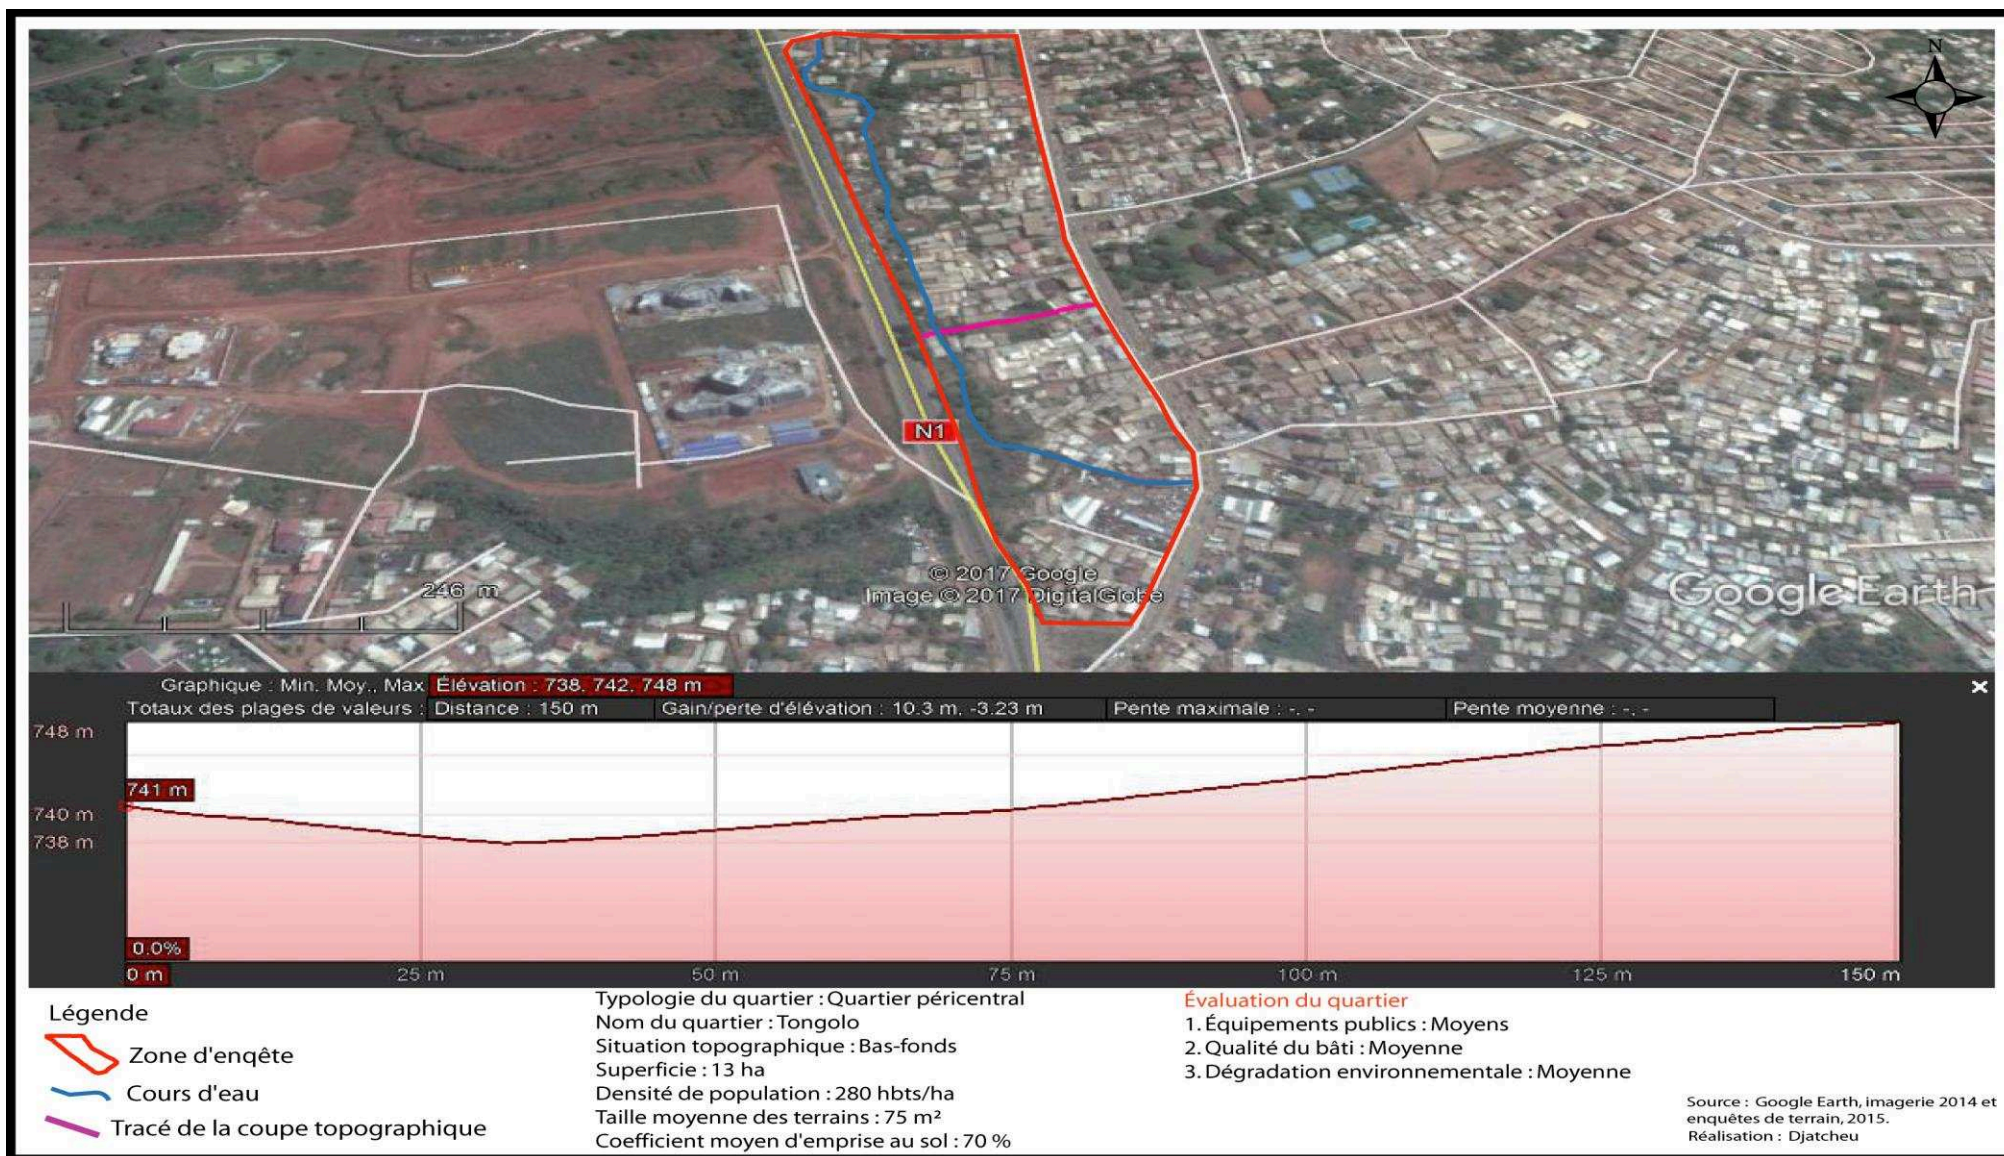 N
N1
© 2017 Google
Image © 2017 DigitalGlobe
Google Earth
246 m
Graphique : Min. Moy., Max Élévation : 738. 742. 748 m
Totaux des plages de valeurs : Distance : 150 m Gain/perte d'élévation : 10.3 m, -3.23 m Pente maximale : -, - Pente moyenne : -, -
748 m
741 m
740 m
738 m
0.0%
0 m 25 m 50 m 75 m 100 m 125 m 150 m
Légende
Zone d'enqête
Cours d'eau
Tracé de la coupe topographique
Typologie du quartier : Quartier péricentral
Nom du quartier : Tongolo
Situation topographique : Bas-fonds
Superficie : 13 ha
Densité de population : 280 hbts/ha
Taille moyenne des terrains : 75 m²
Coefficient moyen d'emprise au sol : 70 %
Évaluation du quartier
1. Équipements publics : Moyens
2. Qualité du bâti : Moyenne
3. Dégradation environnementale : Moyenne
Source : Google Earth, imagerie 2014 et
enquêtes de terrain, 2015.
Réalisation : Djatcheu